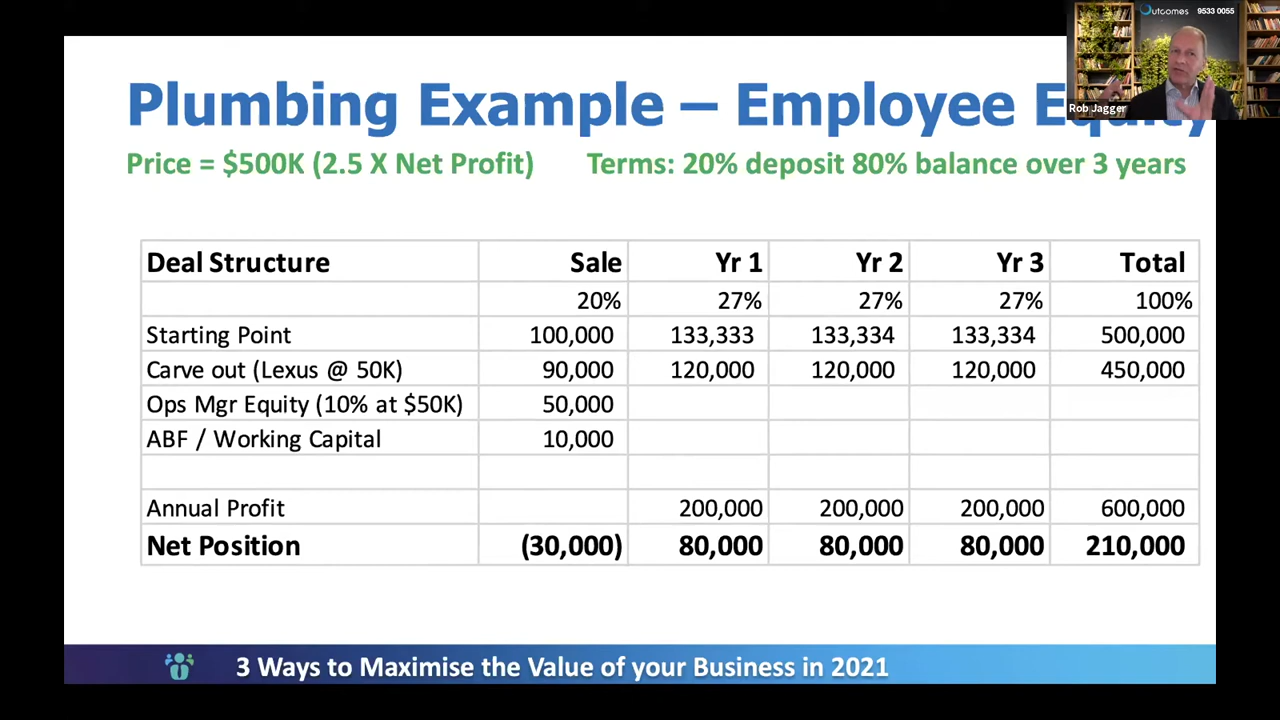 Outcomes 9533 0055
Rob Jagger
Plumbing Example – Employee Equity
Price = $500K (2.5 X Net Profit) Terms: 20% deposit 80% balance over 3 years
Deal Structure Sale Yr 1 Yr 2 Yr 3 Total
20% 27% 27% 27% 100%
Starting Point 100,000 133,333 133,334 133,334 500,000
Carve out (Lexus @ 50K) 90,000 120,000 120,000 120,000 450,000
Ops Mgr Equity (10% at $50K) 50,000
ABF / Working Capital 10,000
Annual Profit 200,000 200,000 200,000 600,000
Net Position (30,000) 80,000 80,000 80,000 210,000
3 Ways to Maximise the Value of your Business in 2021